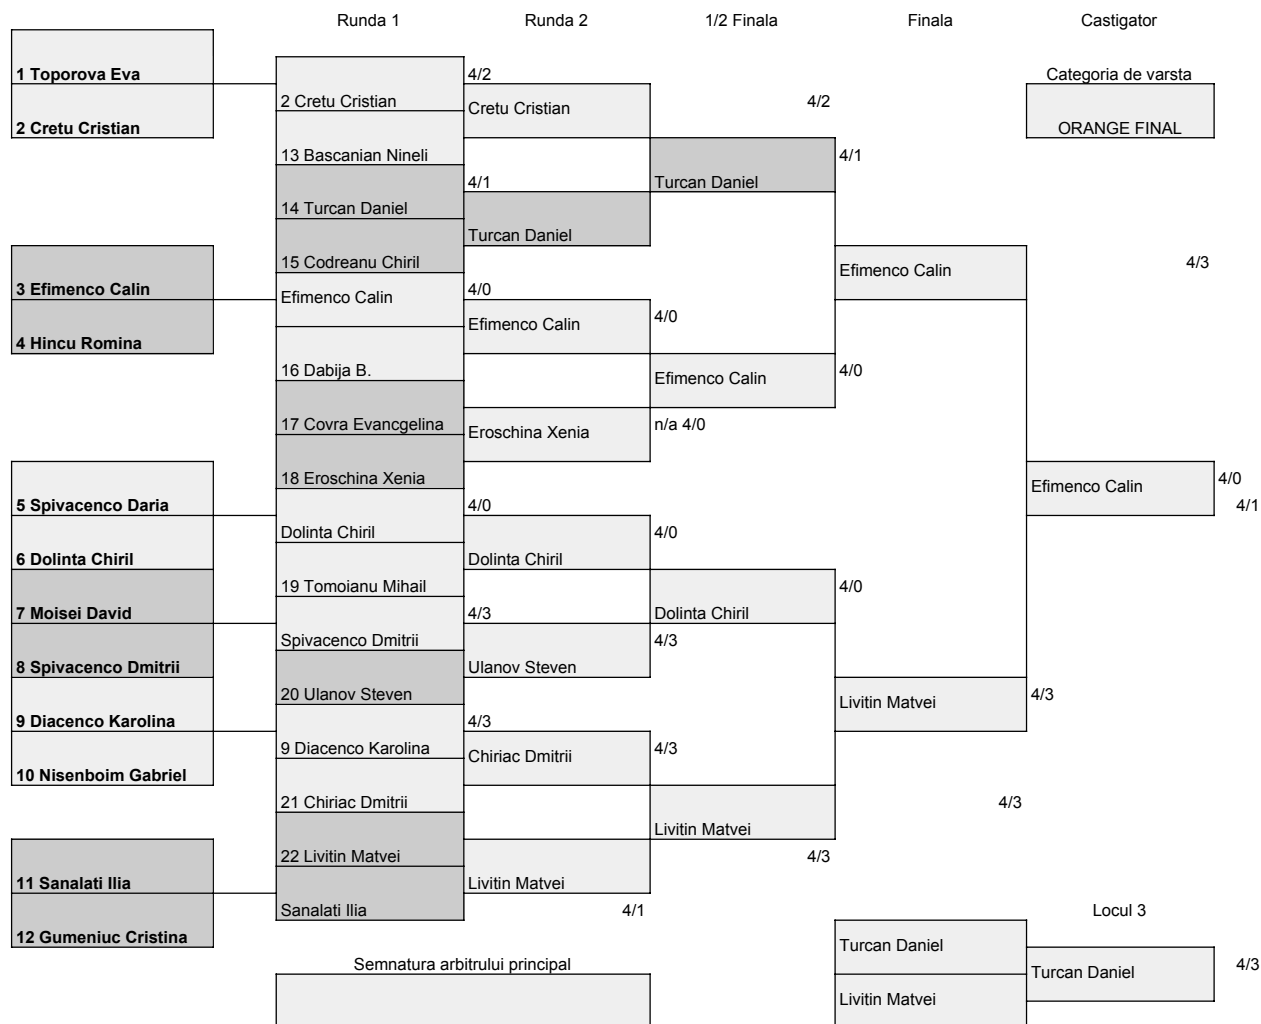 Runda 1 Runda 2 1/2 Finala Finala Castigator
1 Toporova Eva 4/2 Categoria de varsta
2 Cretu Cristian Cretu Cristian 4/2
2 Cretu Cristian ORANGE FINAL
13 Bascanian Nineli 4/1
4/1 Turcan Daniel
14 Turcan Daniel
Turcan Daniel
15 Codreanu Chiril Efimenco Calin 4/3
3 Efimenco Calin Efimenco Calin 4/0
4 Hincu Romina Efimenco Calin 4/0
16 Dabija B. Efimenco Calin 4/0
17 Covra Evancgelina Eroschina Xenia n/a 4/0
18 Eroschina Xenia Efimenco Calin 4/0
5 Spivacenco Daria 4/0 4/1
Dolinta Chiril 4/0
6 Dolinta Chiril Dolinta Chiril
19 Tomoianu Mihail 4/0
7 Moisei David 4/3 Dolinta Chiril
Spivacenco Dmitrii 4/3
8 Spivacenco Dmitrii Ulanov Steven
20 Ulanov Steven Livitin Matvei 4/3
9 Diacenco Karolina 4/3
9 Diacenco Karolina Chiriac Dmitrii 4/3
10 Nisenboim Gabriel
21 Chiriac Dmitrii 4/3
Livitin Matvei
22 Livitin Matvei 4/3
11 Sanalati Ilia Livitin Matvei
Sanalati Ilia 4/1 Locul 3
12 Gumeniuc Cristina Turcan Daniel
Semnatura arbitrului principal 4/3
Turcan Daniel
Livitin Matvei